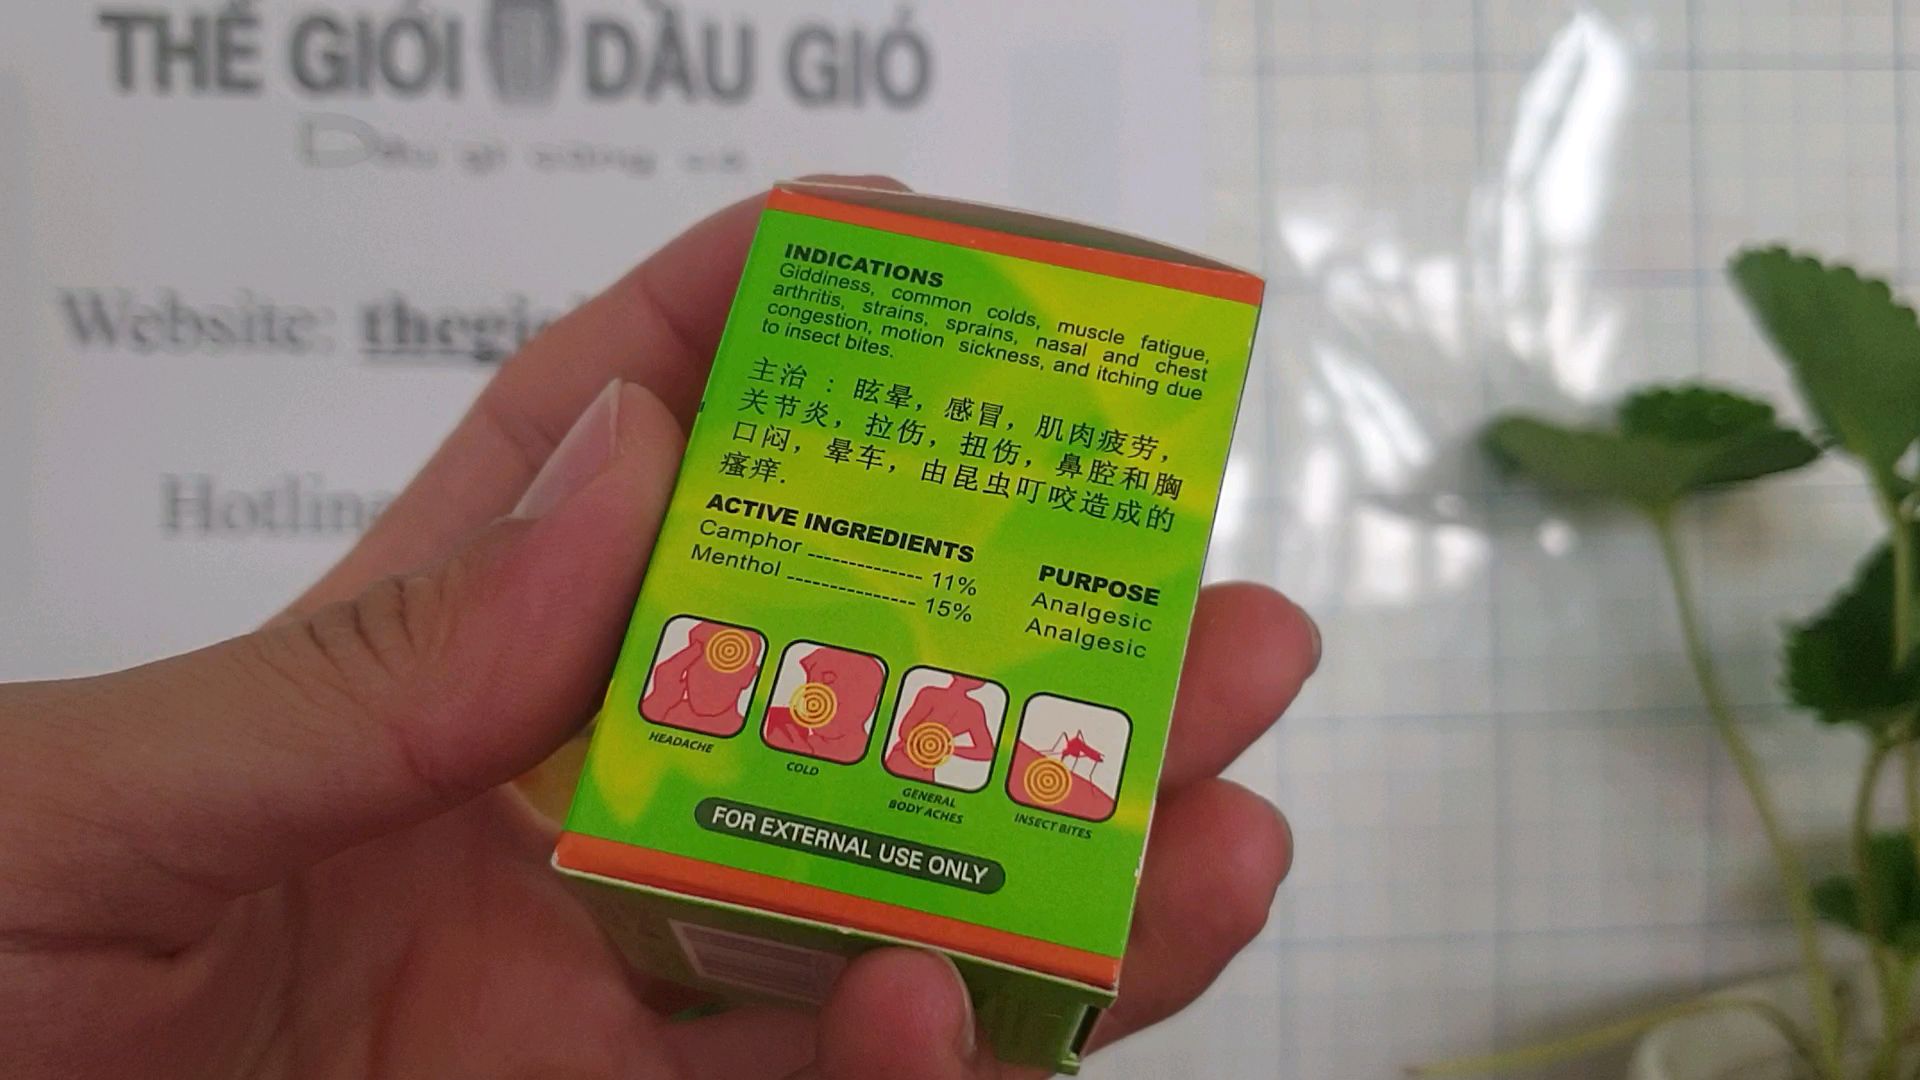 THẾ GIỚI DẦU GIÓ
Website: thegi
Hotlin
INDICATIONS
Giddiness, common colds, muscle fatigue,
arthritis, strains, sprains, nasal and chest
congestion, motion sickness, and itching due
to insect bites.
主治 : 眩晕, 感冒, 肌肉疲劳,
关节炎, 拉伤, 扭伤, 鼻腔和胸
口闷, 晕车, 由昆虫叮咬造成的
瘙痒.
ACTIVE INGREDIENTS PURPOSE
Camphor -------------- 11% Analgesic
Menthol --------------- 15% Analgesic
HEADACHE
COLD
GENERAL
BODY ACHES
INSECT BITES
FOR EXTERNAL USE ONLY